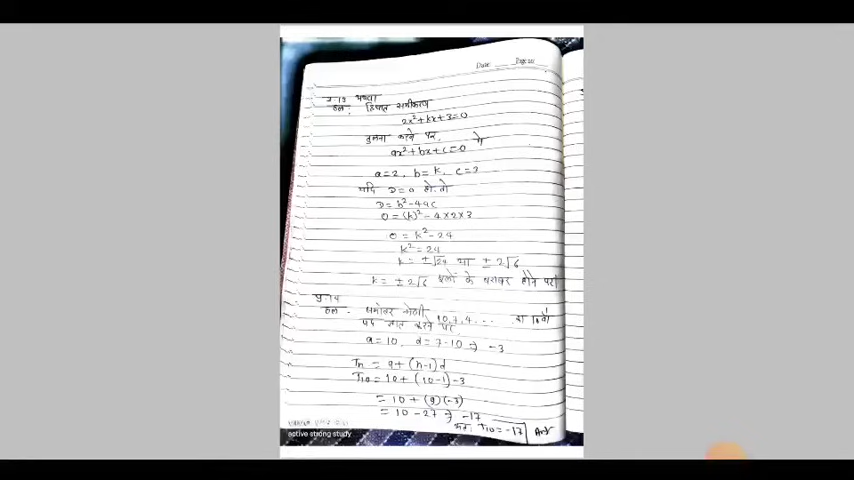 Date ____ Page no.
प्र.13 अथवा
हल. द्विघात समीकरण
2x²+kx+3=0
तुलना करने पर,
ax²+bx+c=0 से
a=2, b=k, c=3
यदि D=0 हो, तो
D=b²-4ac
0=(k)²-4×2×3
0=k²-24
k²=24
k=±√24 या ±2√6
k=±2√6 मूलों के बराबर होने पर।
प्र.14
हल. समांतर श्रेणी 10,7,4.... का 10वाँ
पद ज्ञात करने पर,
a=10, d=7-10 ⇒ -3
Tn = a+(n-1)d
T10=10+(10-1)-3
=10+(9)(-3)
=10-27 ⇒ -17
अतः T10=-17 Ans
active strong study